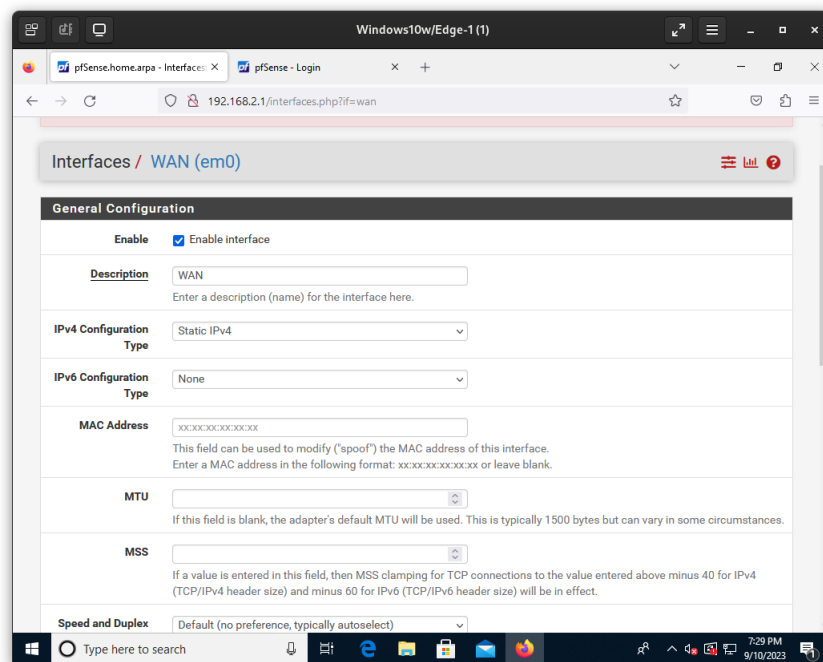 Windows10w/Edge-1 (1)
pfSense.home.arpa - Interfaces:
pfSense - Login
192.168.2.1/interfaces.php?if=wan
Interfaces / WAN (em0)
General Configuration
Enable
Enable interface
Description
WAN
Enter a description (name) for the interface here.
IPv4 Configuration
Type
Static IPv4
IPv6 Configuration
Type
None
MAC Address
xx:xx:xx:xx:xx:xx
This field can be used to modify ("spoof") the MAC address of this interface.
Enter a MAC address in the following format: xx:xx:xx:xx:xx:xx or leave blank.
MTU
If this field is blank, the adapter's default MTU will be used. This is typically 1500 bytes but can vary in some circumstances.
MSS
If a value is entered in this field, then MSS clamping for TCP connections to the value entered above minus 40 for IPv4
(TCP/IPv4 header size) and minus 60 for IPv6 (TCP/IPv6 header size) will be in effect.
Speed and Duplex
Default (no preference, typically autoselect)
Type here to search
7:29 PM
9/10/2023
1